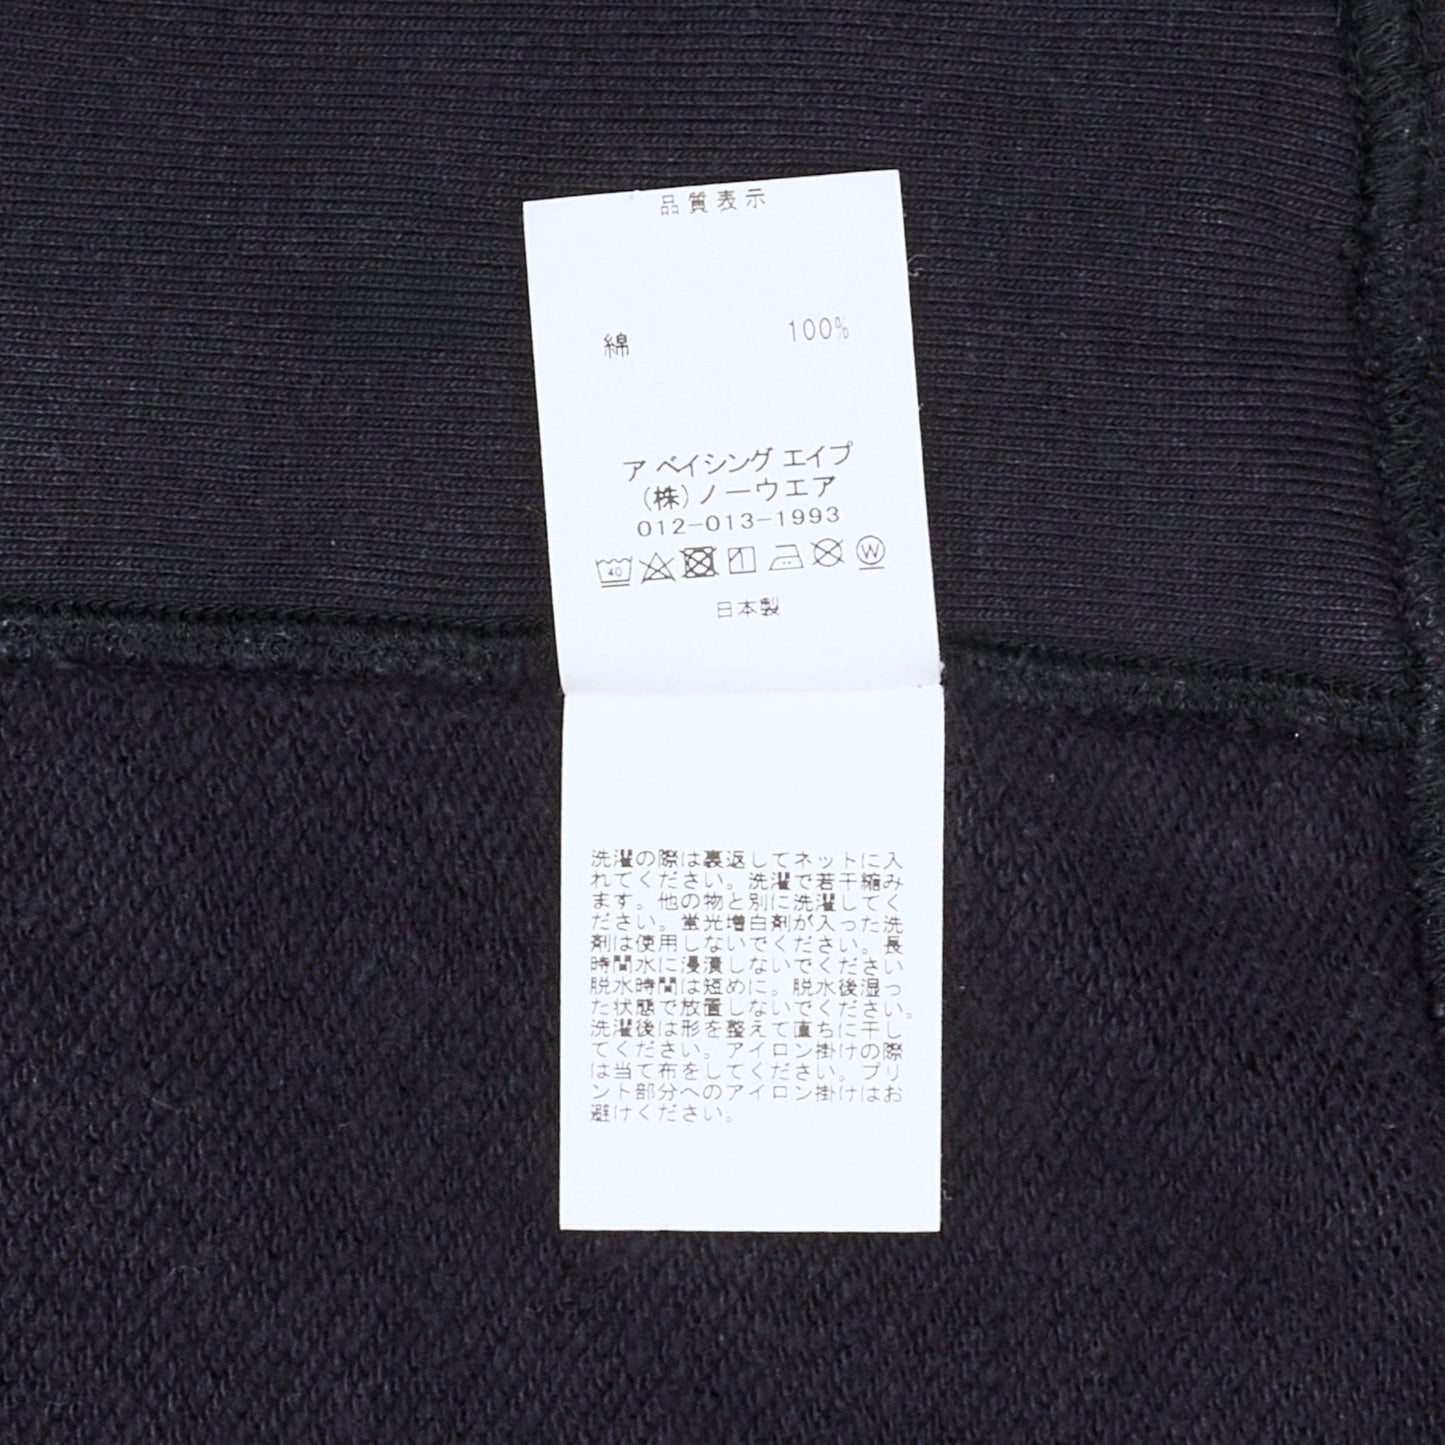 品質表示
綿 100%
ア ベイシング エイプ
(株)ノーウエア
012-013-1993
40 W
日本製
洗濯の際は裏返してネットに入
れてください。洗濯で若干縮み
ます。他の物と別に洗濯してく
ださい。蛍光増白剤が入った洗
剤は使用しないでください。長
時間水に浸漬しないでください
脱水時間は短めに。脱水後湿っ
た状態で放置しないでください。
洗濯後は形を整えて直ちに干し
てください。アイロン掛けの際
は当て布をしてください。プリ
ント部分へのアイロン掛けはお
避けください。